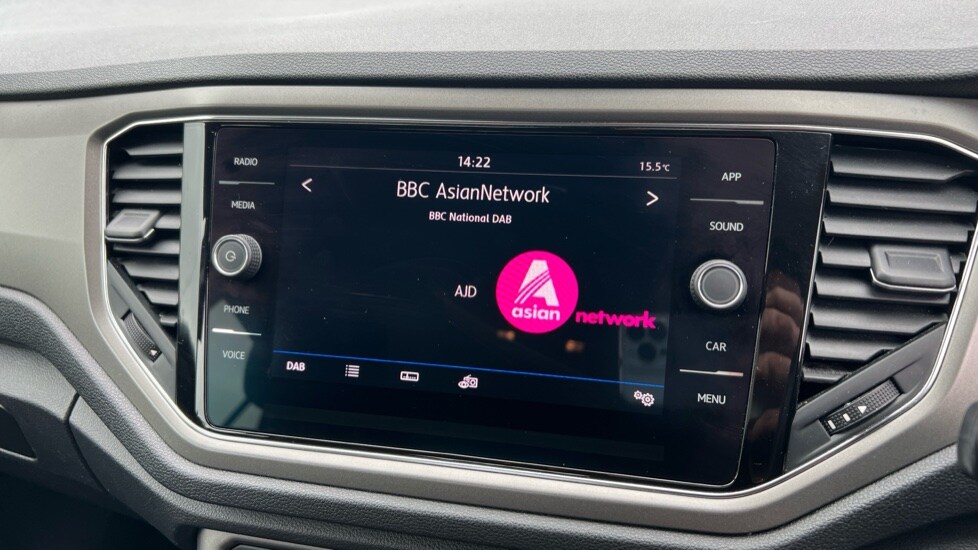 RADIO
MEDIA
PHONE
VOICE
14:22
15.5°C
< >
BBC AsianNetwork
BBC National DAB
AJD
A
asian
network
DAB
APP
SOUND
CAR
MENU